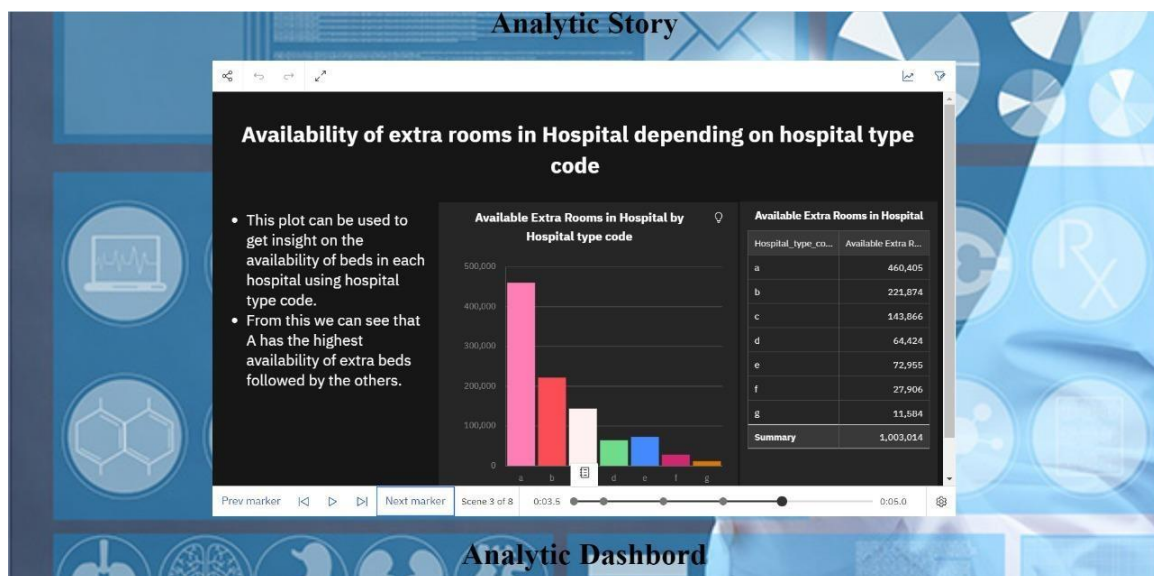 Analytic Story
Availability of extra rooms in Hospital depending on hospital type
code
• This plot can be used to
get insight on the
availability of beds in each
hospital using hospital
type code.
• From this we can see that
A has the highest
availability of extra beds
followed by the others.
Available Extra Rooms in Hospital by
Hospital type code
500,000
400,000
300,000
200,000
100,000
0
a b d e f g
Available Extra Rooms in Hospital
Hospital_type_co... Available Extra R...
a 460,405
b 221,874
c 143,866
d 64,424
e 72,955
f 27,906
g 11,584
Summary 1,003,014
Prev marker Next marker Scene 3 of 8 0:03.5 0:05.0
Rx
Analytic Dashbord